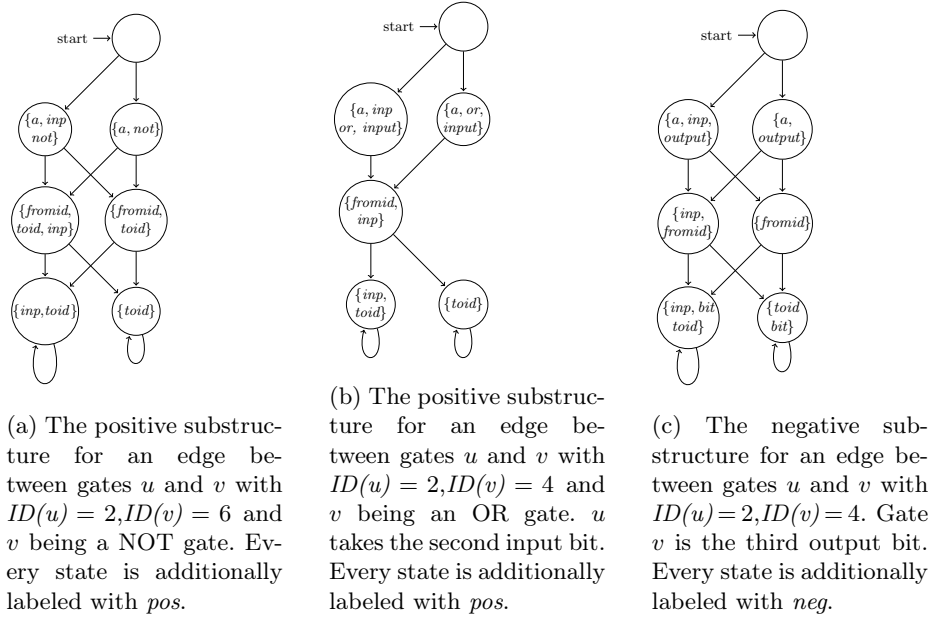 start
{a, inp
not}
{a, not}
{fromid,
toid, inp}
{fromid,
toid}
{inp,toid}
{toid}
(a) The positive substruc-
ture for an edge be-
tween gates u and v with
ID(u) = 2,ID(v) = 6 and
v being a NOT gate. Ev-
ery state is additionally
labeled with pos.
start
{a, inp
or, input}
{a, or,
input}
{fromid,
inp}
{inp,
toid}
{toid}
(b) The positive substruc-
ture for an edge be-
tween gates u and v with
ID(u) = 2,ID(v) = 4 and
v being an OR gate. u
takes the second input bit.
Every state is additionally
labeled with pos.
start
{a, inp,
output}
{a,
output}
{inp,
fromid}
{fromid}
{inp, bit
toid}
{toid
bit}
(c) The negative sub-
structure for an edge be-
tween gates u and v with
ID(u) = 2,ID(v) = 4. Gate
v is the third output bit.
Every state is additionally
labeled with neg.